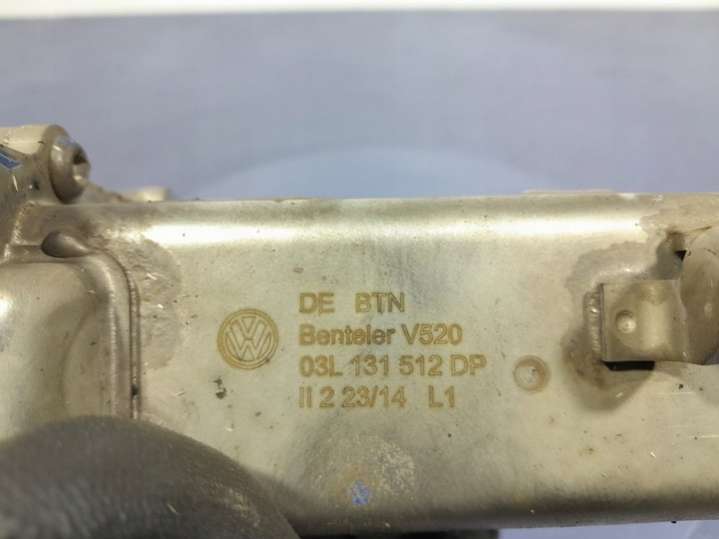 DE BTN
Benteler V520
03L 131 512 DP
II 2 23/14 L1